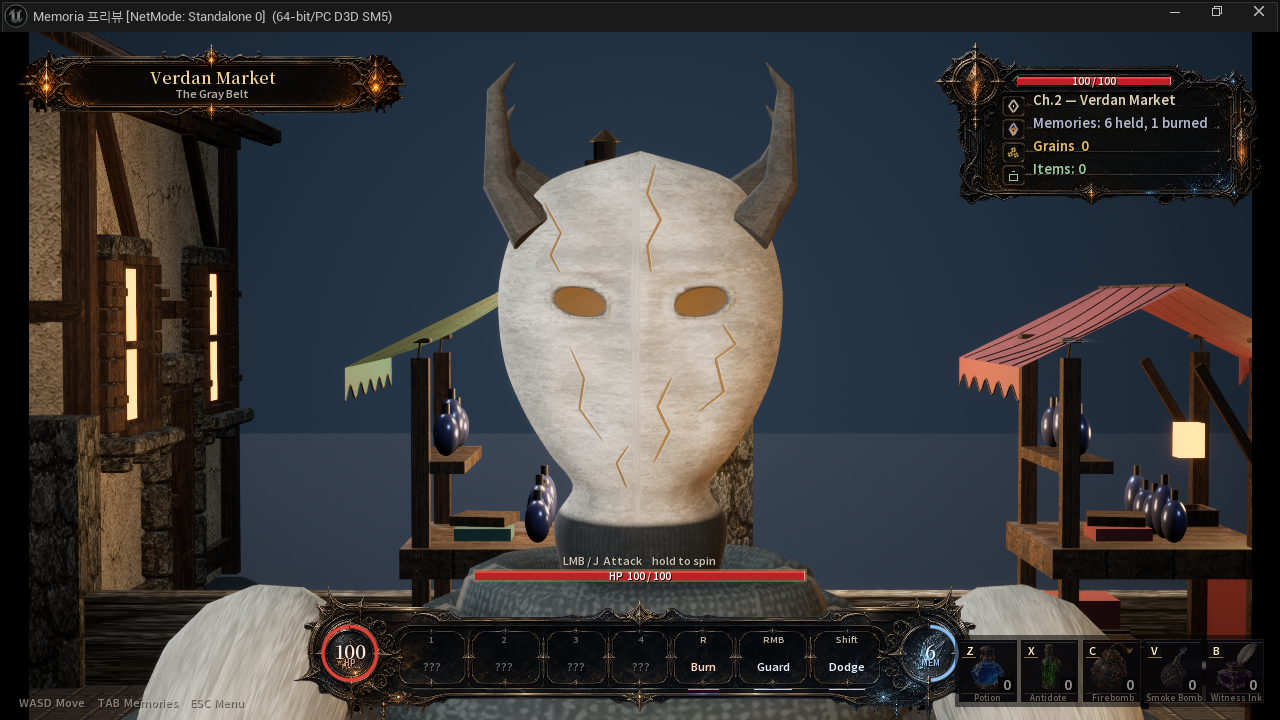 Memoria 프리뷰 [NetMode: Standalone 0] (64-bit/PC D3D SM5)
Verdan Market
The Gray Belt
100 / 100
Ch.2 — Verdan Market
Memories: 6 held, 1 burned
Grains 0
Items: 0
LMB / J Attack hold to spin
HP 100 / 100
100
HP
1
???
2
???
3
???
4
???
R
Burn
RMB
Guard
Shift
Dodge
6
MEM
Z
0
Potion
X
0
Antidote
C
0
Firebomb
V
0
Smoke Bomb
B
0
Witness Ink
WASD Move TAB Memories ESC Menu